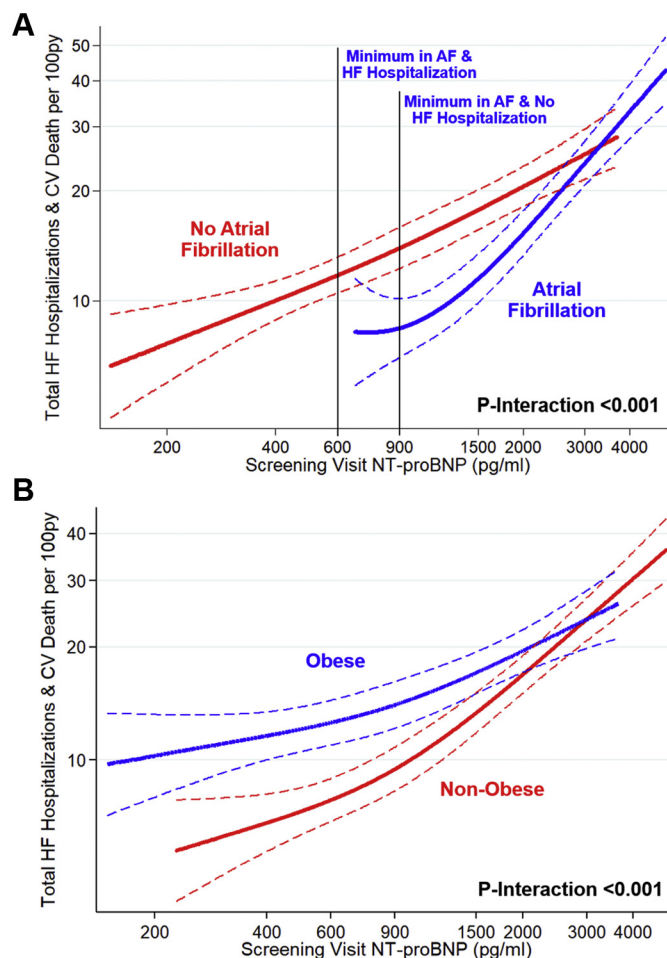 A
Total HF Hospitalizations & CV Death per 100py
50
40
30
20
10
Minimum in AF &
HF Hospitalization
Minimum in AF & No
HF Hospitalization
No Atrial
Fibrillation
Atrial
Fibrillation
P-Interaction <0.001
200 400 600 900 1500 2000 3000 4000
Screening Visit NT-proBNP (pg/ml)
B
Total HF Hospitalizations & CV Death per 100py
40
30
20
10
Obese
Non-Obese
P-Interaction <0.001
200 400 600 900 1500 2000 3000 4000
Screening Visit NT-proBNP (pg/ml)